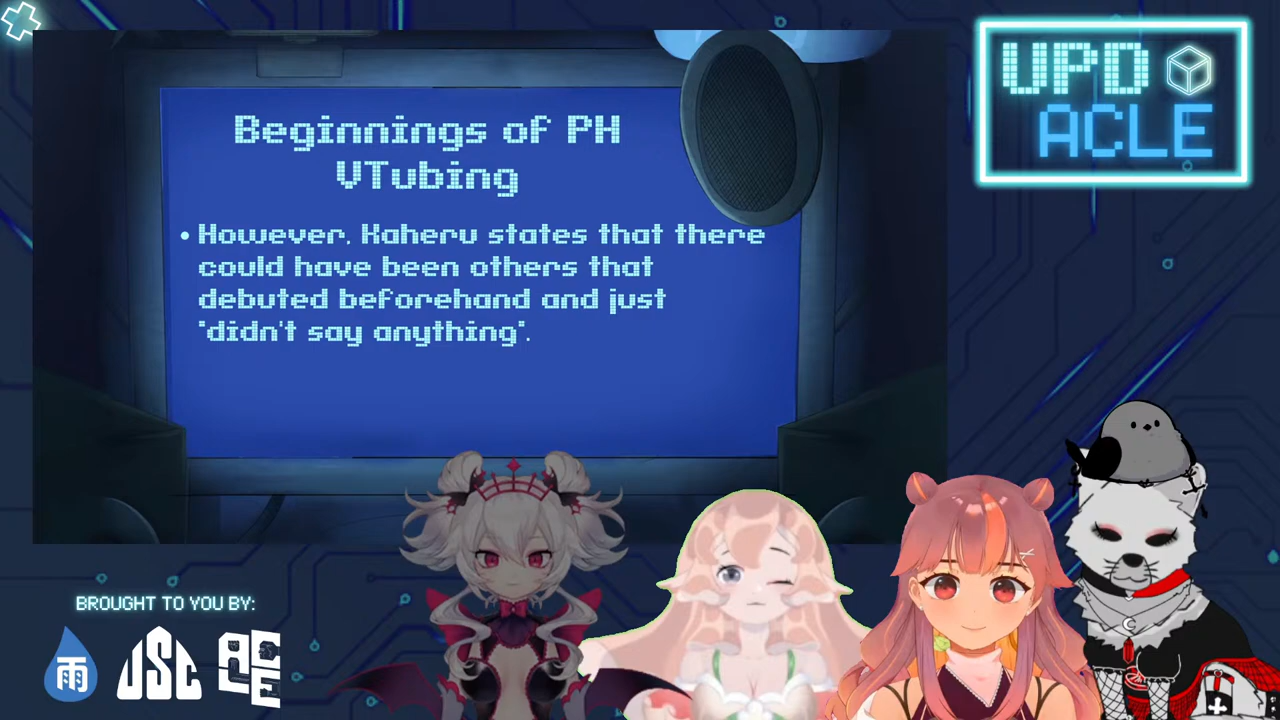 UPD
ACLE
Beginnings of PH
VTubing
• However, Kaheru states that there
could have been others that
debuted beforehand and just
"didn't say anything".
BROUGHT TO YOU BY:
雨
USC
ACLE